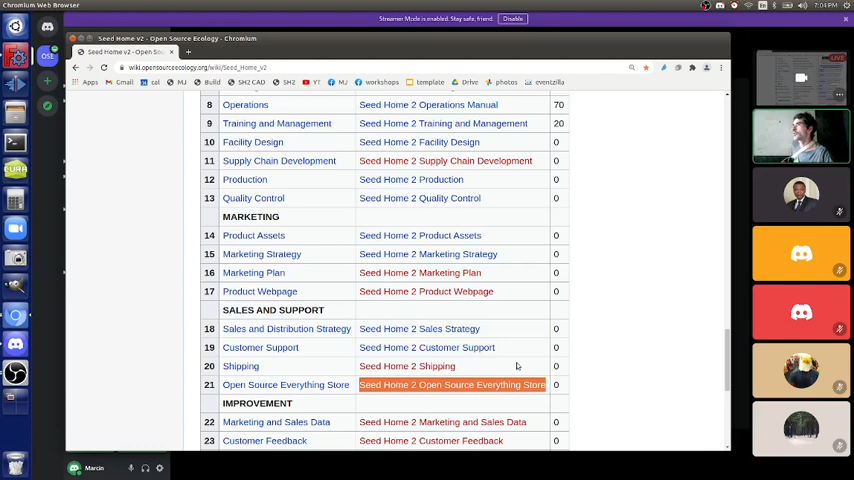 Chromium Web Browser
En
7:04 PM
Streamer Mode is enabled. Stay safe, friend.
Disable
Seed Home v2 - Open Source Ecology - Chromium
Seed Home v2 - Open Sou
wiki.opensourceecology.org/wiki/Seed_Home_v2
Apps
Gmail
cal
MJ
Build
SH2 CAD
SH2
YT
MJ
workshops
template
Drive
photos
eventzilla
8 Operations Seed Home 2 Operations Manual 70
9 Training and Management Seed Home 2 Training and Management 20
10 Facility Design Seed Home 2 Facility Design 0
11 Supply Chain Development Seed Home 2 Supply Chain Development 0
12 Production Seed Home 2 Production 0
13 Quality Control Seed Home 2 Quality Control 0
MARKETING
14 Product Assets Seed Home 2 Product Assets 0
15 Marketing Strategy Seed Home 2 Marketing Strategy 0
16 Marketing Plan Seed Home 2 Marketing Plan 0
17 Product Webpage Seed Home 2 Product Webpage 0
SALES AND SUPPORT
18 Sales and Distribution Strategy Seed Home 2 Sales Strategy 0
19 Customer Support Seed Home 2 Customer Support 0
20 Shipping Seed Home 2 Shipping 0
21 Open Source Everything Store Seed Home 2 Open Source Everything Store 0
IMPROVEMENT
22 Marketing and Sales Data Seed Home 2 Marketing and Sales Data 0
23 Customer Feedback Seed Home 2 Customer Feedback 0
OSE
CURA
LIVE
Marcin